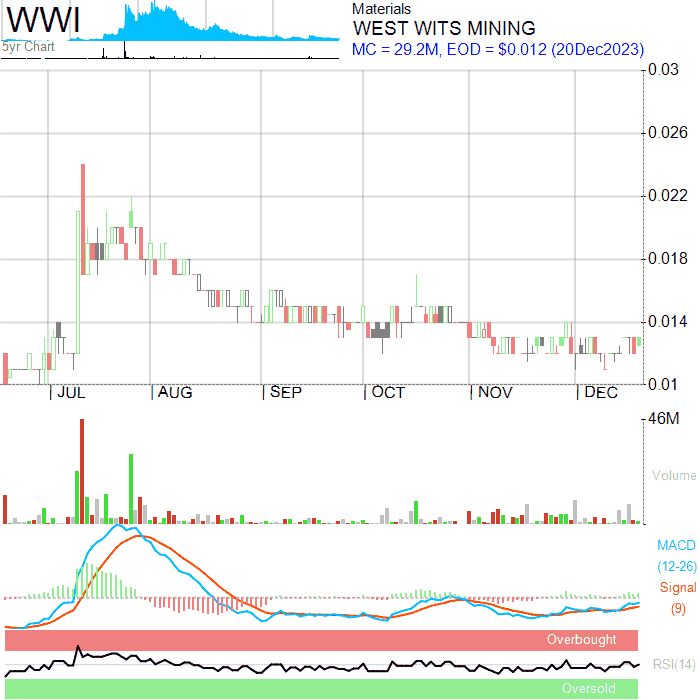 WWI
5yr Chart
Materials
WEST WITS MINING
MC = 29.2M, EOD = $0.012 (20Dec2023)
0.03
0.026
0.022
0.018
0.014
0.01
JUL AUG SEP OCT NOV DEC
46M
Volume
MACD
(12-26)
Signal
(9)
Overbought
RSI(14)
Oversold